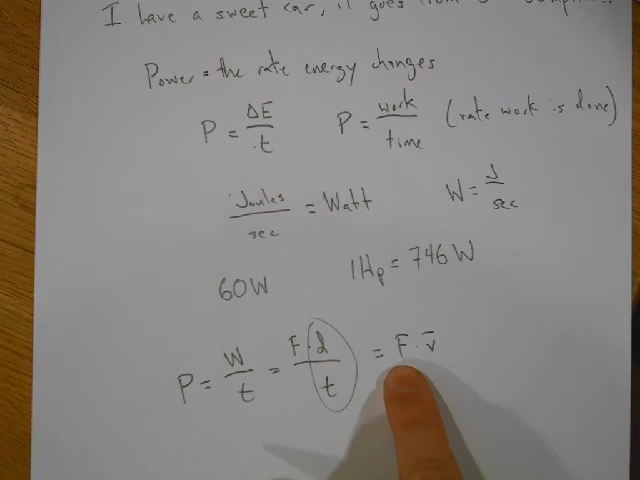 I have a sweet car, it goes from
Power = the rate energy changes
P = ΔE/t P = work/time (rate work is done)
Joules/sec = Watt W = J/sec
60W 1Hp = 746 W
P = W/t = F·d/t = F·v̄